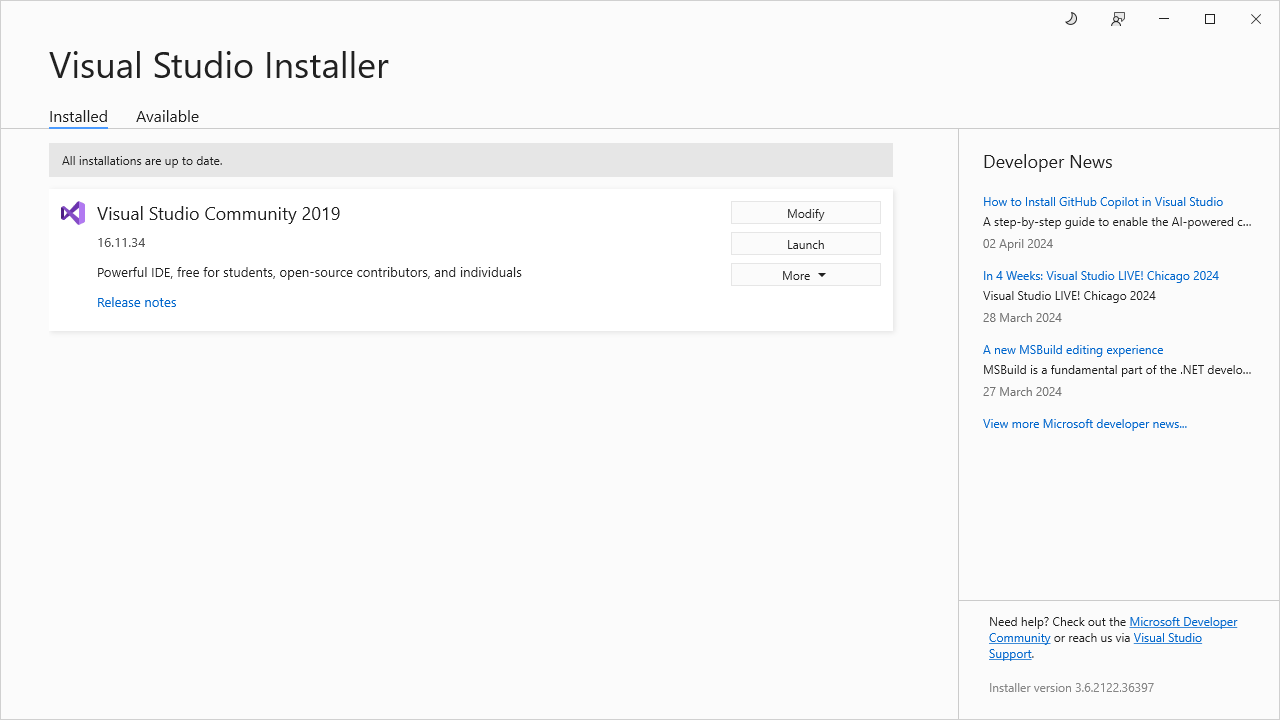 Visual Studio Installer
Installed
Available
All installations are up to date.
Visual Studio Community 2019
16.11.34
Powerful IDE, free for students, open-source contributors, and individuals
Release notes
Modify
Launch
More
Developer News
How to Install GitHub Copilot in Visual Studio
A step-by-step guide to enable the AI-powered c...
02 April 2024
In 4 Weeks: Visual Studio LIVE! Chicago 2024
Visual Studio LIVE! Chicago 2024
28 March 2024
A new MSBuild editing experience
MSBuild is a fundamental part of the .NET develo...
27 March 2024
View more Microsoft developer news...
Need help? Check out the Microsoft Developer
Community or reach us via Visual Studio
Support.
Installer version 3.6.2122.36397